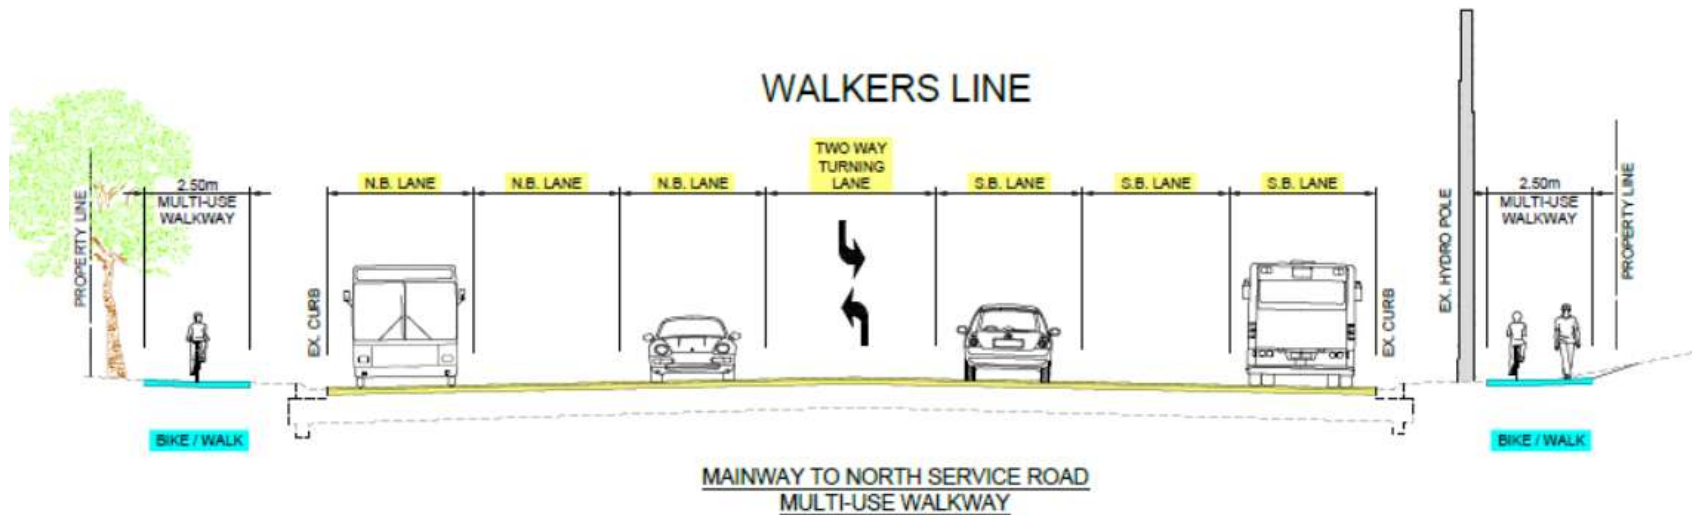 WALKERS LINE
TWO WAY
TURNING
LANE
2.50m
MULTI-USE
WALKWAY
N.B. LANE
N.B. LANE
N.B. LANE
S.B. LANE
S.B. LANE
S.B. LANE
2.50m
MULTI-USE
WALKWAY
PROPERTY LINE
EX. CURB
EX. CURB
EX. HYDRO POLE
PROPERTY LINE
BIKE / WALK
BIKE / WALK
MAINWAY TO NORTH SERVICE ROAD
MULTI-USE WALKWAY